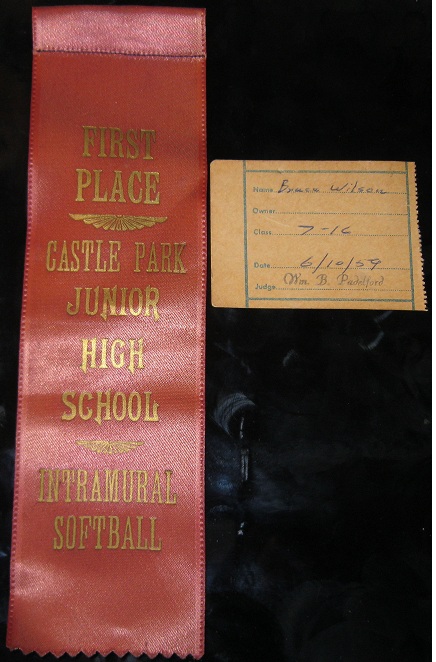 FIRST
PLACE
CASTLE PARK
JUNIOR
HIGH
SCHOOL
INTRAMURAL
SOFTBALL
Name Wilson
Owner
Class 7-16
Date 6/10/59
Judge Wm. B. Padelford